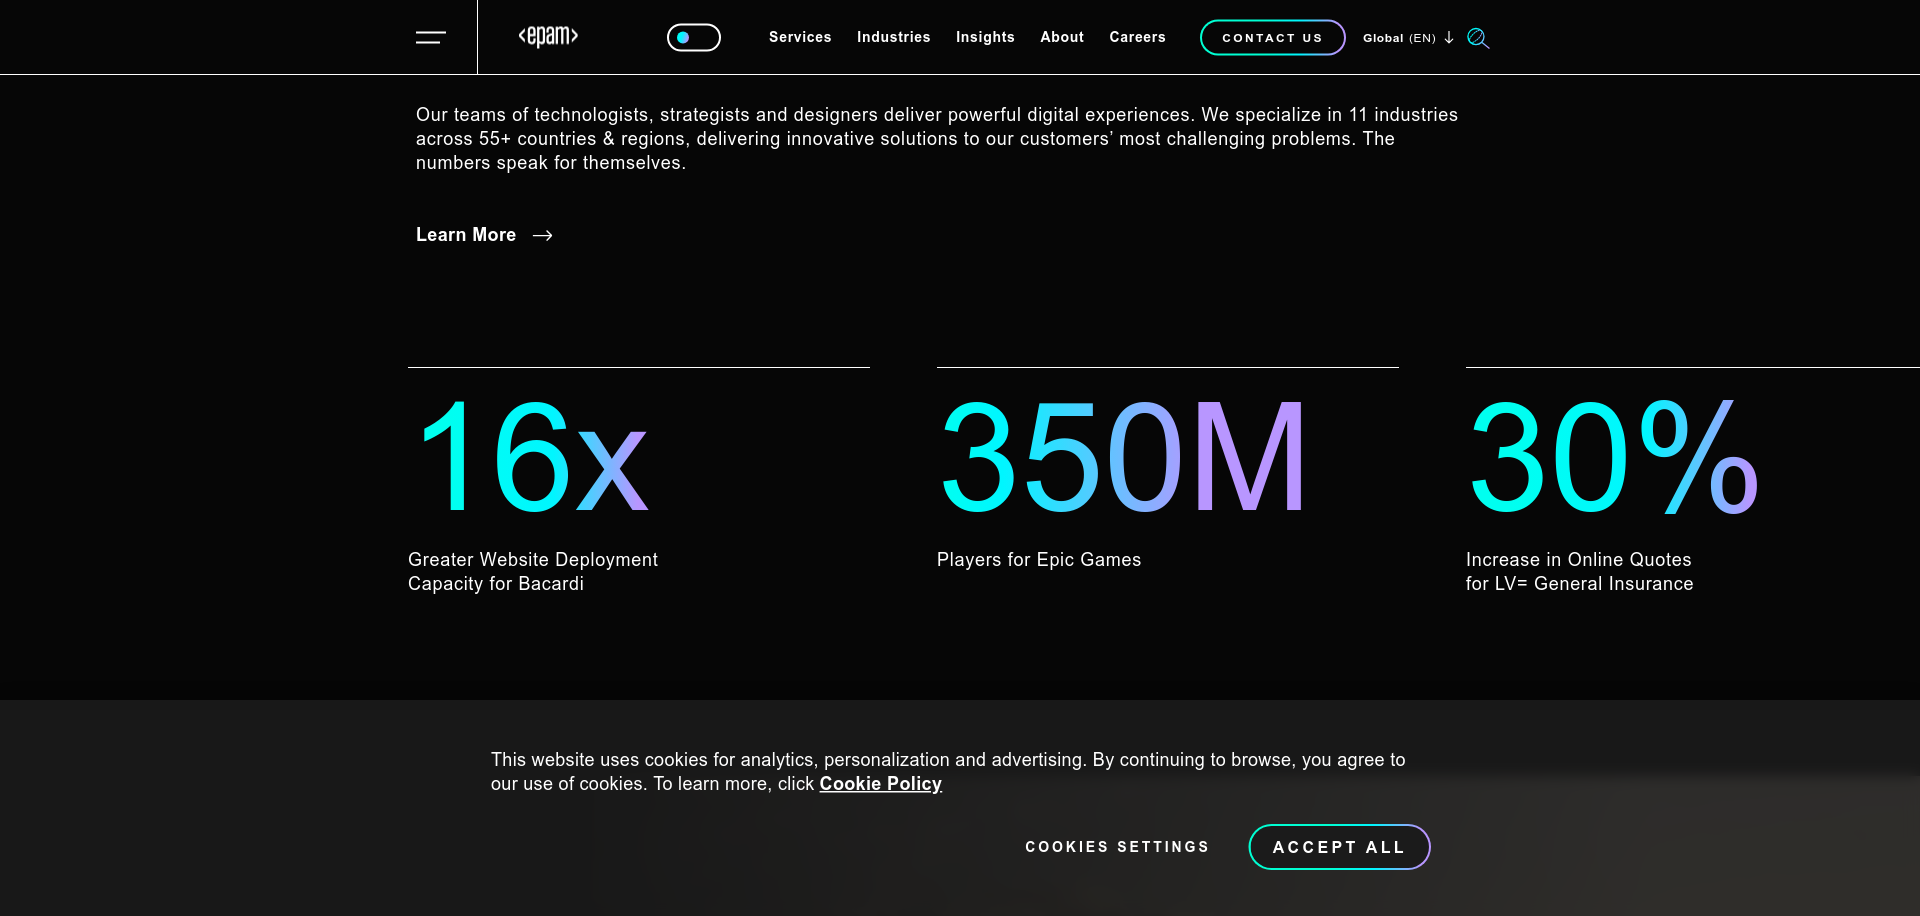 <epam>
Services Industries Insights About Careers CONTACT US Global (EN)
Our teams of technologists, strategists and designers deliver powerful digital experiences. We specialize in 11 industries
across 55+ countries & regions, delivering innovative solutions to our customers’ most challenging problems. The
numbers speak for themselves.
Learn More
16x
Greater Website Deployment
Capacity for Bacardi
350M
Players for Epic Games
30%
Increase in Online Quotes
for LV= General Insurance
This website uses cookies for analytics, personalization and advertising. By continuing to browse, you agree to
our use of cookies. To learn more, click Cookie Policy
COOKIES SETTINGS
ACCEPT ALL